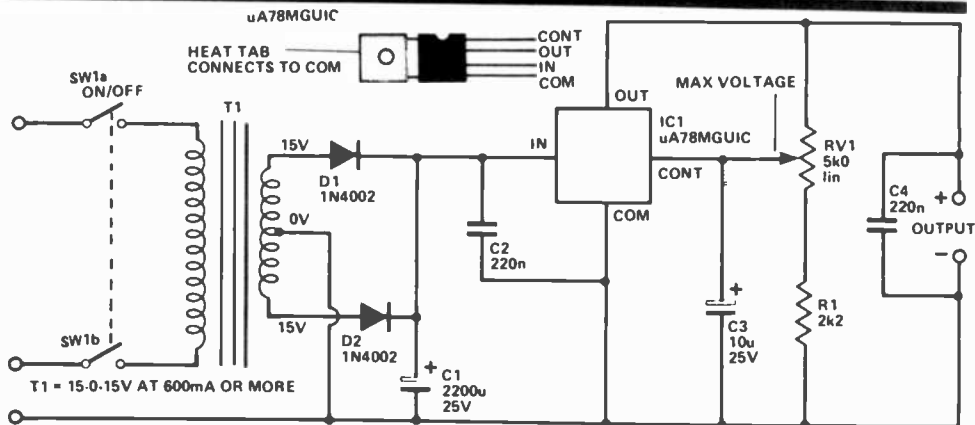 uA78MGUIC
HEAT TAB
CONNECTS TO COM
CONT
OUT
IN
COM
SW1a
ON/OFF
T1
MAX VOLTAGE
15V
D1
1N4002
0V
15V
D2
1N4002
SW1b
T1 = 15-0-15V AT 600mA OR MORE
C1
2200u
25V
C2
220n
IN
OUT
IC1
uA78MGUIC
CONT
COM
C3
10u
25V
+
RV1
5k0
lin
R1
2k2
C4
220n
+
OUTPUT
-
+